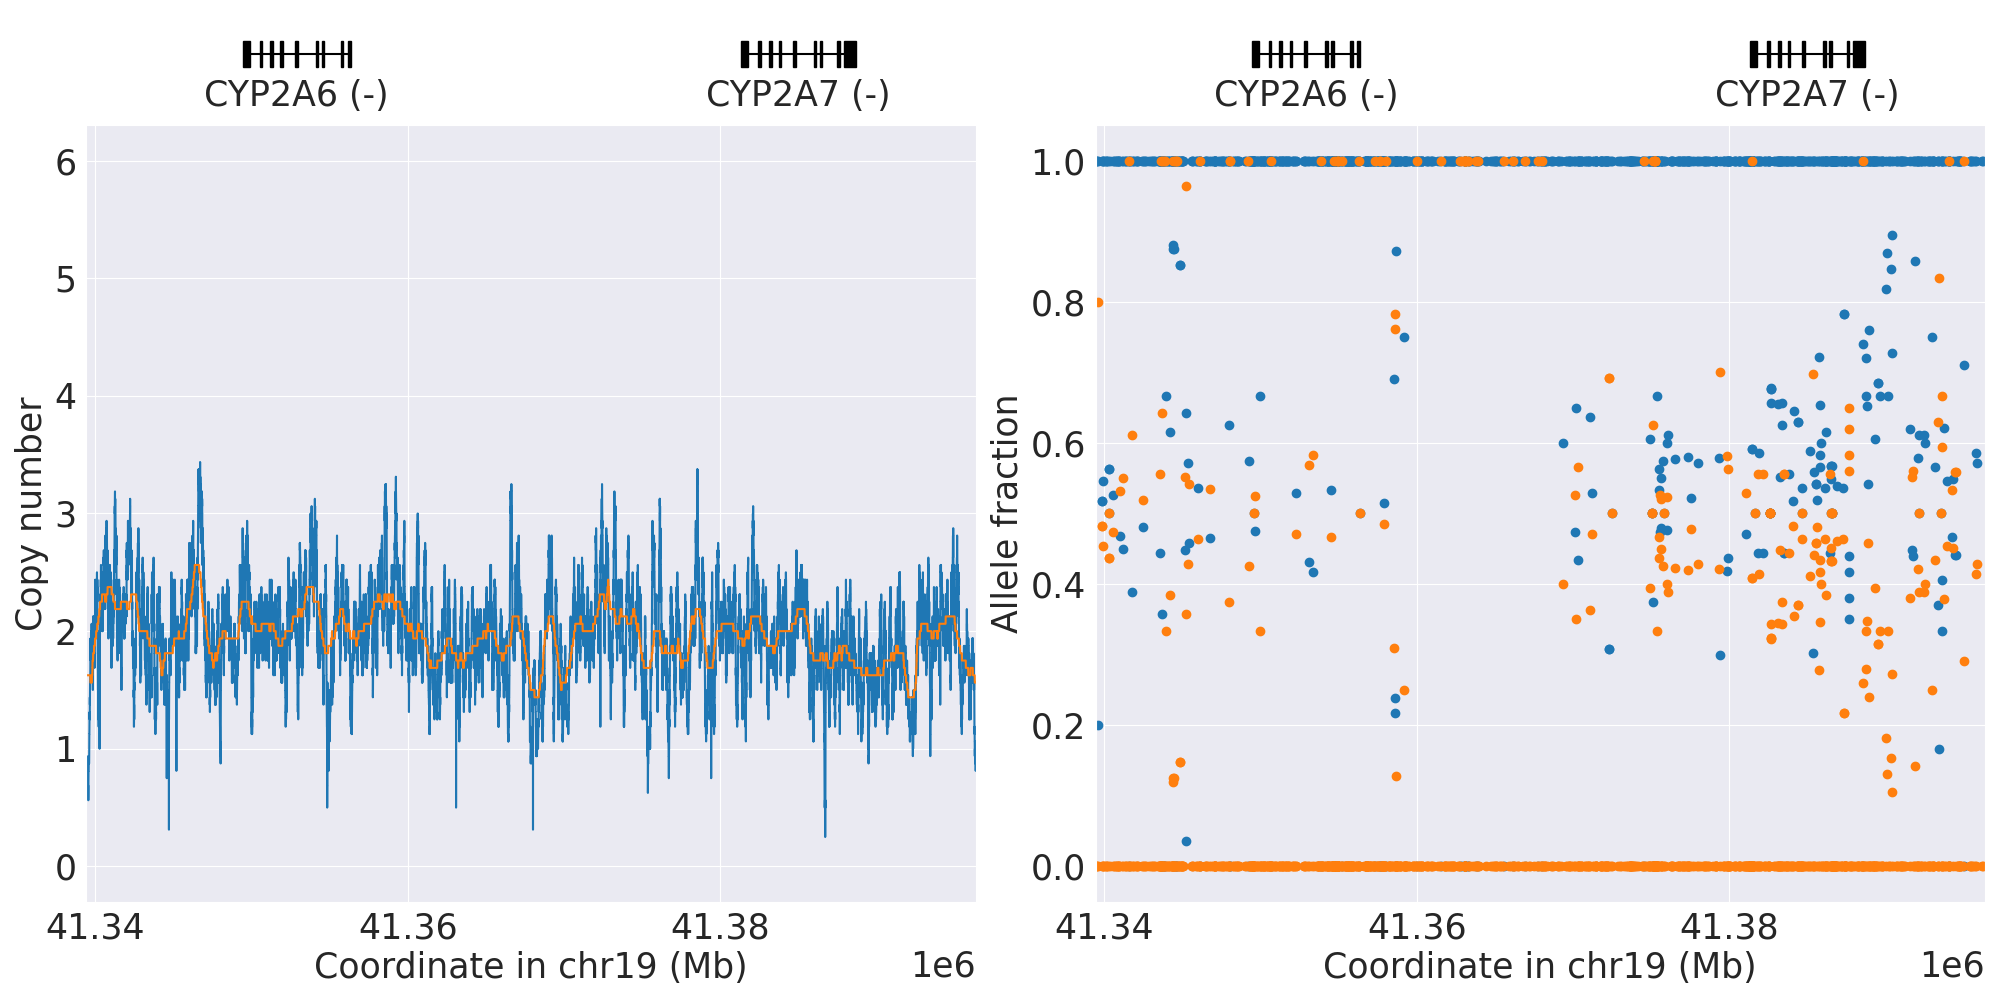 CYP2A6 (-)
CYP2A7 (-)
Copy number
6
5
4
3
2
1
0
41.34
41.36
41.38
Coordinate in chr19 (Mb)
1e6
CYP2A6 (-)
CYP2A7 (-)
Allele fraction
1.0
0.8
0.6
0.4
0.2
0.0
41.34
41.36
41.38
Coordinate in chr19 (Mb)
1e6